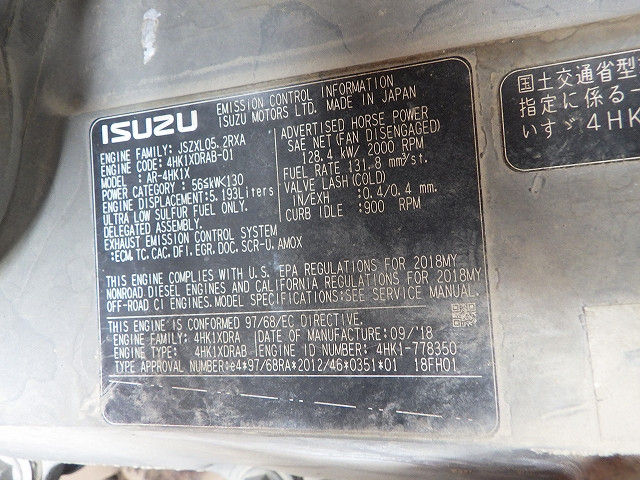 ISUZU
EMISSION CONTROL INFORMATION
ISUZU MOTORS LTD. MADE IN JAPAN
ENGINE FAMILY: JSZXL05.2RXA
ENGINE CODE: 4HK1XDRAB-01
MODEL: AR-4HK1X
POWER CATEGORY : 56≤kWK130
ENGINE DISPLACEMENT:5.193Liters
ULTRA LOW SULFUR FUEL ONLY.
DELEGATED ASSEMBLY.
EXHAUST EMISSION CONTROL SYSTEM
:ECM, TC, CAC, DFI, EGR, DOC, SCR-U, AMOX
ADVERTISED HORSE POWER
SAE NET(FAN DISENGAGED)
128.4 kW/ 2000 RPM
FUEL RATE 131.8 mm³/st.
VALVE LASH(COLD)
IN/EXH :0.4/0.4 mm.
CURB IDLE :900 RPM
THIS ENGINE COMPLIES WITH U.S. EPA REGULATIONS FOR 2018MY
NONROAD DIESEL ENGINES AND CALIFORNIA REGULATIONS FOR 2018MY
OFF-ROAD CI ENGINES. MODEL SPECIFICATIONS:SEE SERVICE MANUAL.
THIS ENGINE IS CONFORMED 97/68/EC DIRECTIVE.
ENGINE FAMILY: 4HK1XDRA DATE OF MANUFACTURE: 09/'18
ENGINE TYPE: 4HK1XDRAB ENGINE ID NUMBER: 4HK1-778350
TYPE APPROVAL NUMBER:e4*97/68RA*2012/46*0351*01 18FH01
国土交通省型
指定に係る一
いすゞ 4HK